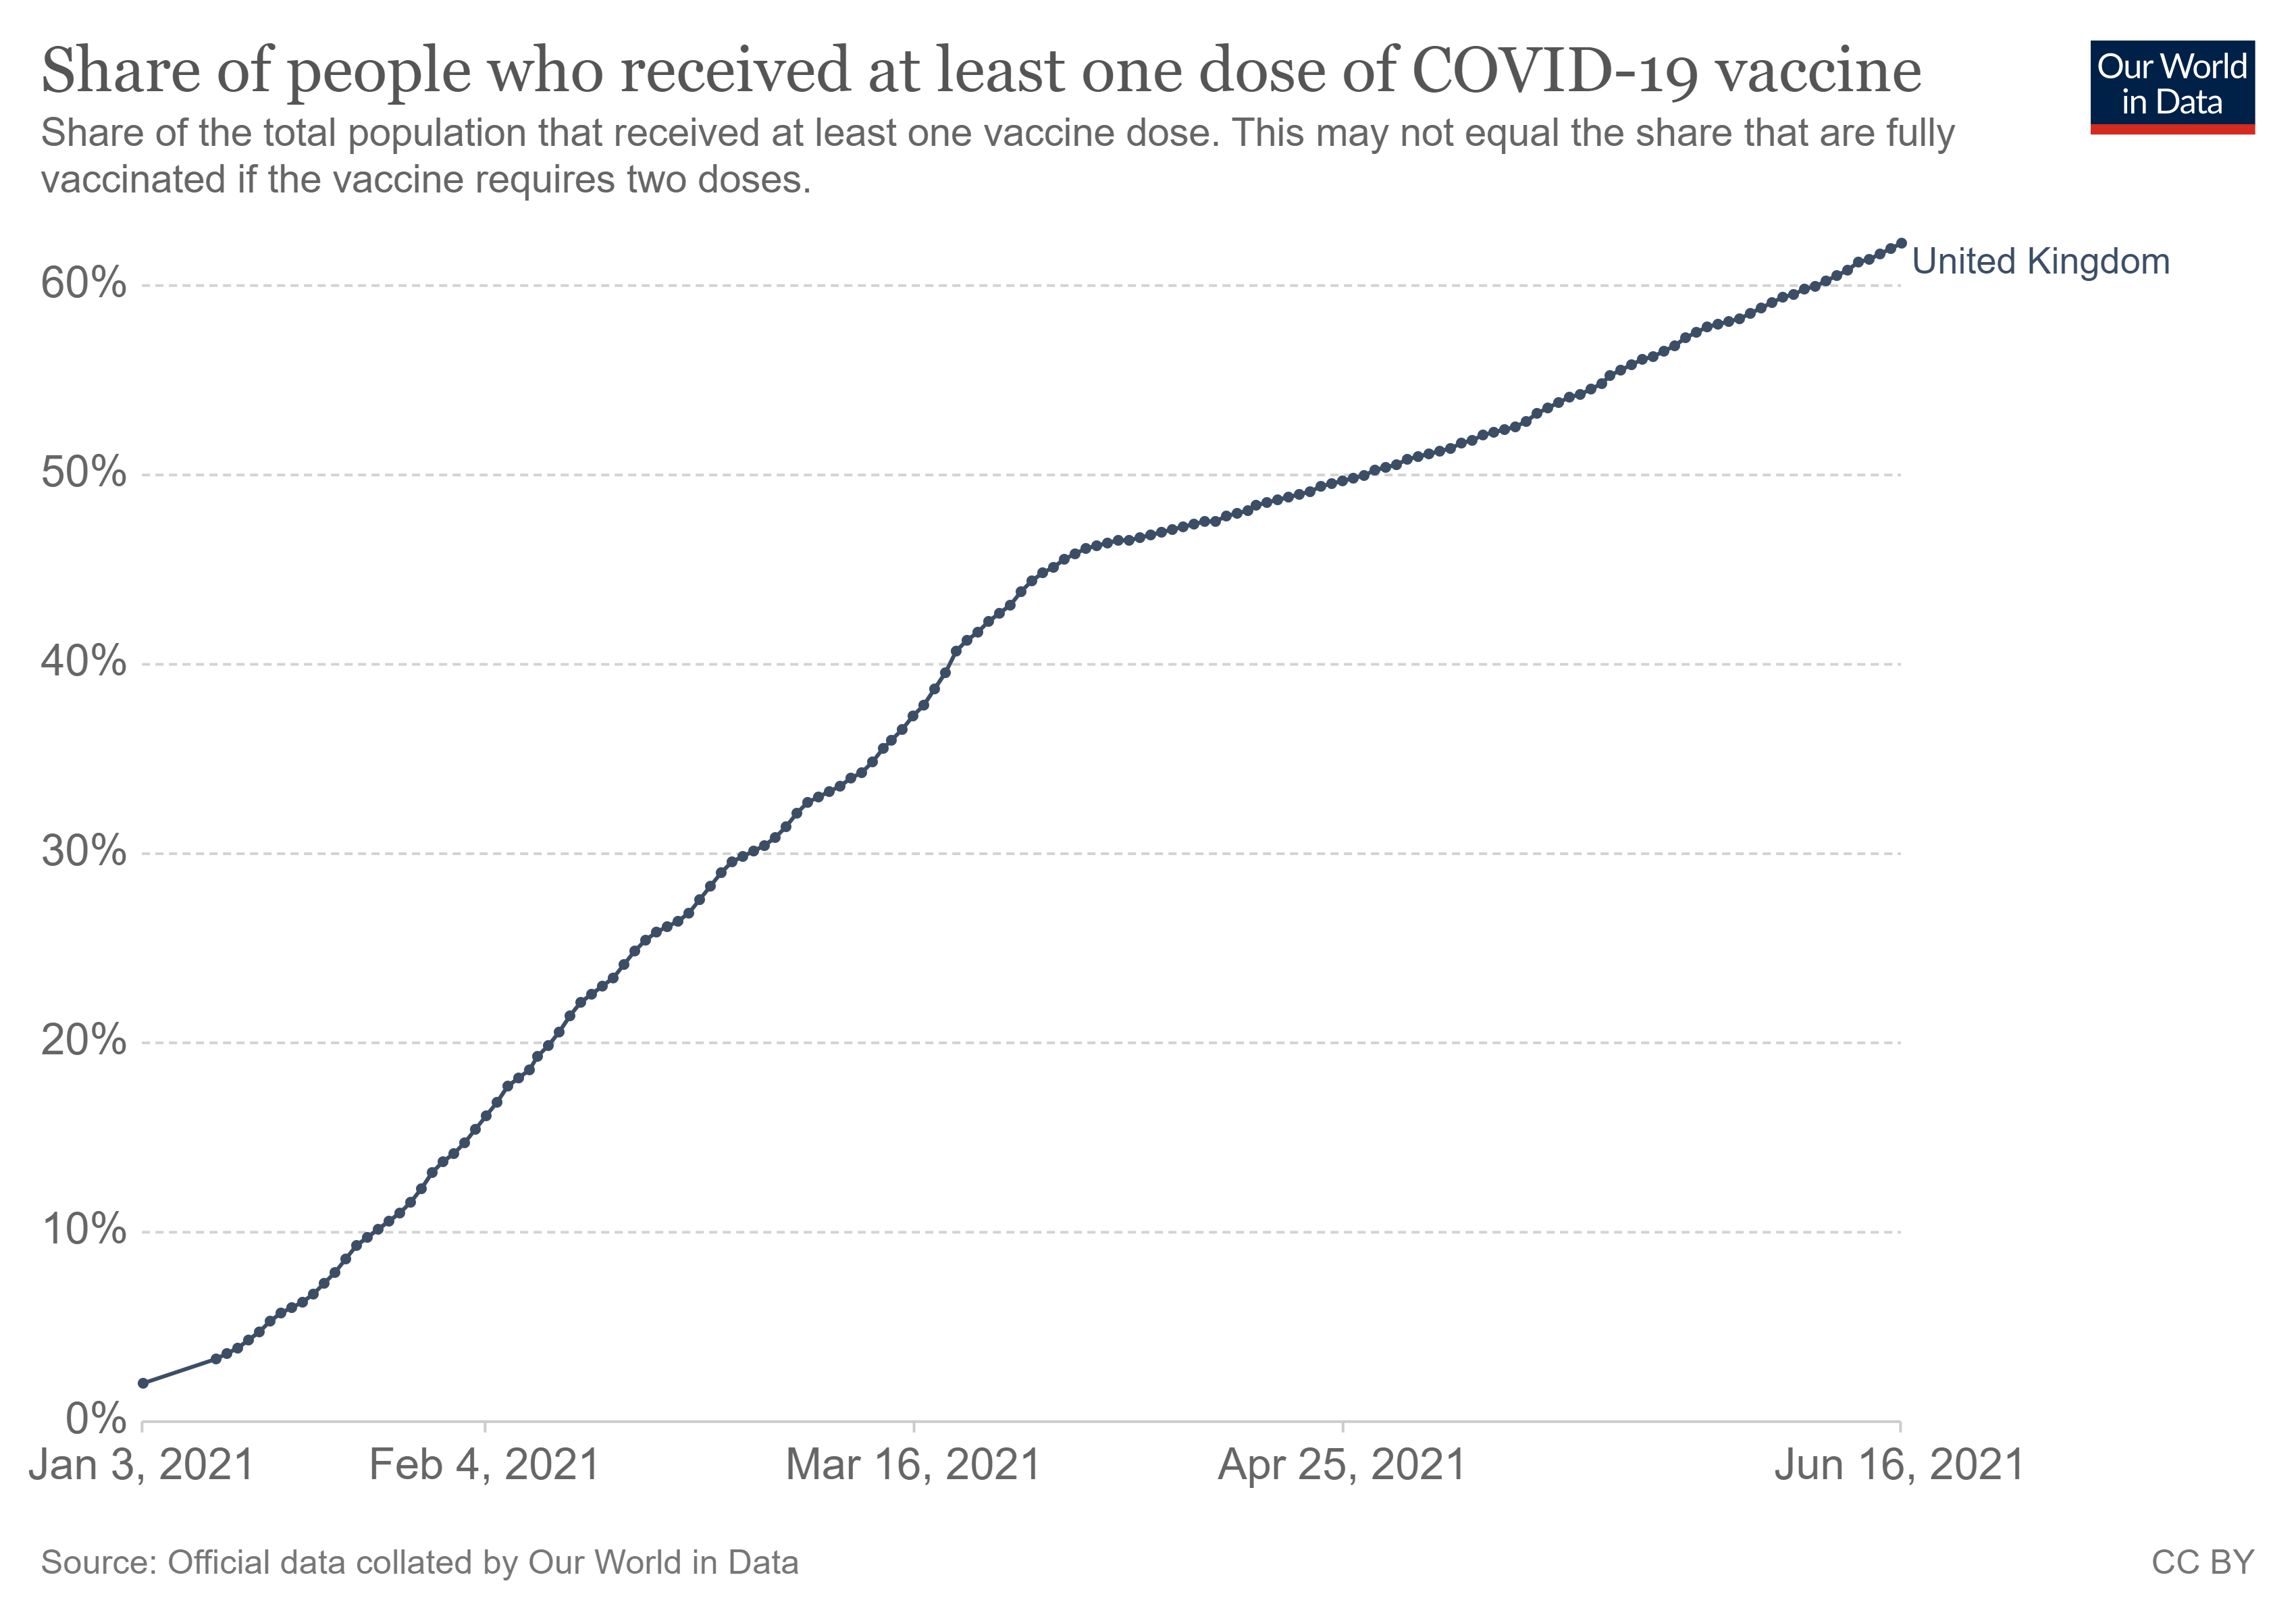 Share of people who received at least one dose of COVID-19 vaccine
Our World
in Data
Share of the total population that received at least one vaccine dose. This may not equal the share that are fully
vaccinated if the vaccine requires two doses.
United Kingdom
60%
50%
40%
30%
20%
10%
0%
Jan 3, 2021
Feb 4, 2021
Mar 16, 2021
Apr 25, 2021
Jun 16, 2021
Source: Official data collated by Our World in Data
CC BY